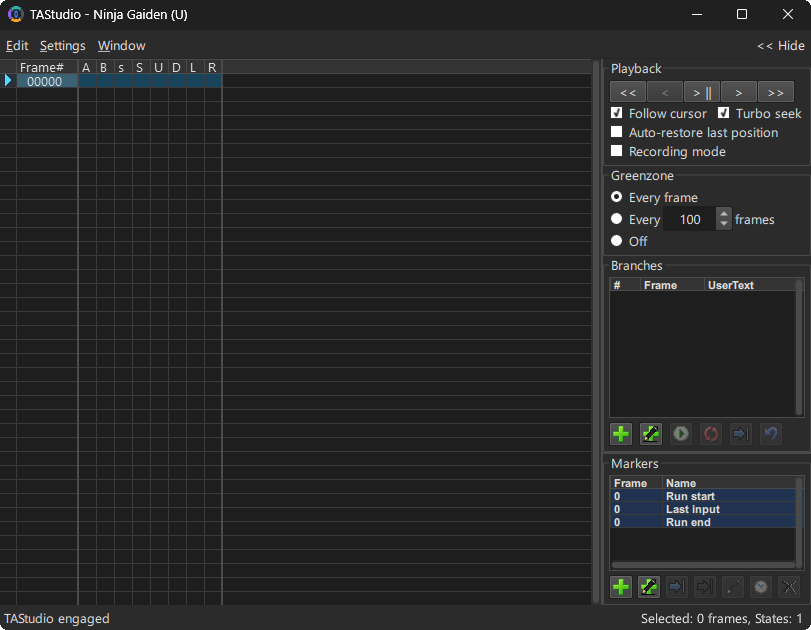 TAStudio - Ninja Gaiden (U)
Edit Settings Window << Hide
Frame# A B s S U D L R
00000
Playback
<< < > || > >>
Follow cursor Turbo seek
Auto-restore last position
Recording mode
Greenzone
Every frame
Every 100 frames
Off
Branches
# Frame UserText
Markers
Frame Name
0 Run start
0 Last input
0 Run end
TAStudio engaged Selected: 0 frames, States: 1